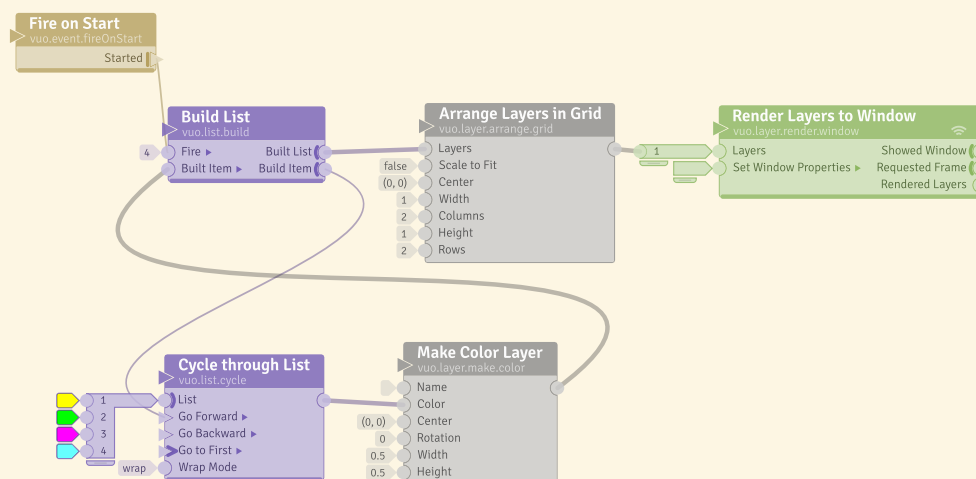 Fire on Start
vuo.event.fireOnStart
Started
Build List
vuo.list.build
4
Fire
Built List
Built Item
Build Item
Arrange Layers in Grid
vuo.layer.arrange.grid
Layers
false
Scale to Fit
(0, 0)
Center
1
Width
2
Columns
1
Height
2
Rows
Render Layers to Window
vuo.layer.render.window
1
Layers
Showed Window
Set Window Properties
Requested Frame
Rendered Layers
Cycle through List
vuo.list.cycle
1
List
2
Go Forward
3
Go Backward
4
Go to First
wrap
Wrap Mode
Make Color Layer
vuo.layer.make.color
Name
Color
(0, 0)
Center
0
Rotation
0.5
Width
0.5
Height